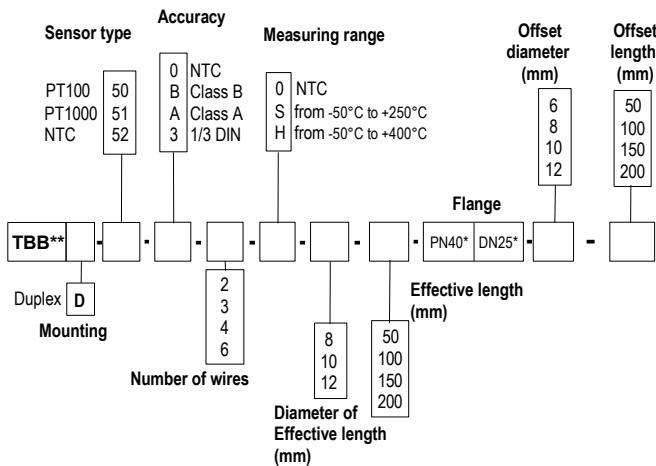 Sensor type
PT100 50
PT1000 51
NTC 52
Accuracy
0 NTC
B Class B
A Class A
3 1/3 DIN
Measuring range
0 NTC
S from -50°C to +250°C
H from -50°C to +400°C
Offset
diameter
(mm)
6
8
10
12
Offset
length
(mm)
50
100
150
200
Flange
TBB** - - - - - - - PN40* DN25* - -
Duplex D
Mounting
2
3
4
6
Number of wires
8
10
12
Diameter of
Effective length
(mm)
Effective length
(mm)
50
100
150
200